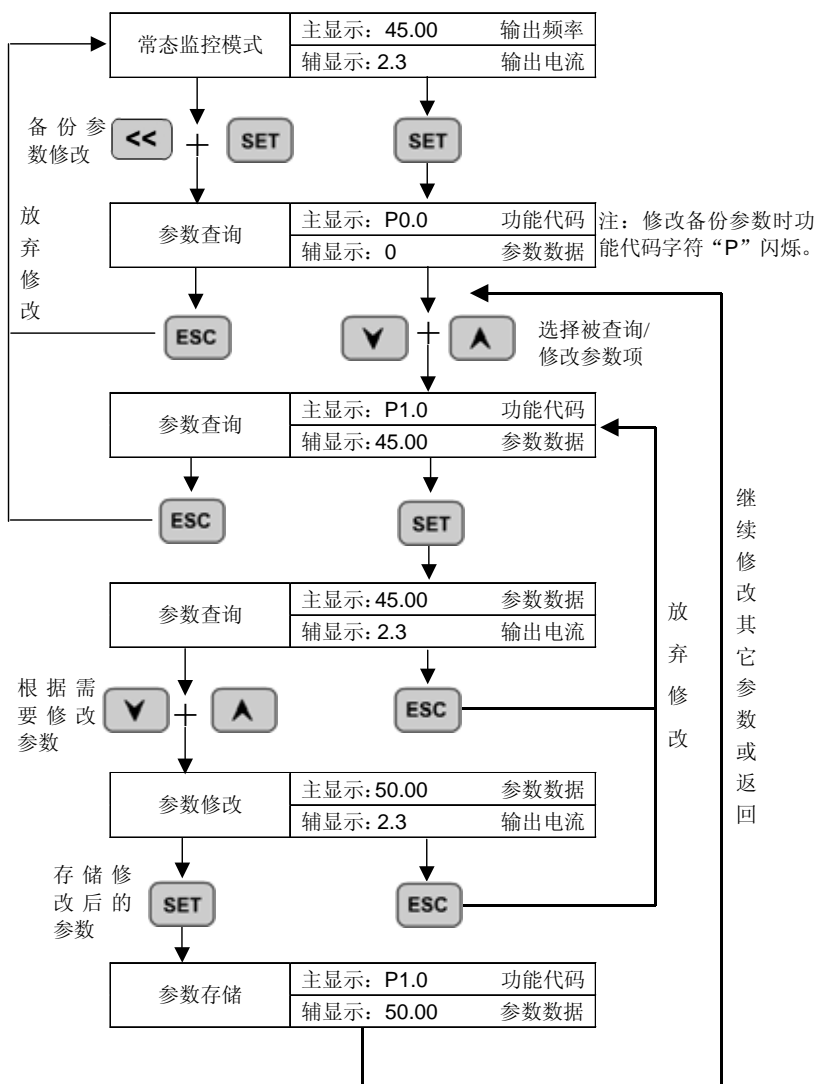 常态监控模式
主显示：45.00 输出频率
辅显示：2.3 输出电流
备份参
数修改
<<
+
SET
SET
放弃修改
参数查询
主显示：P0.0 功能代码
辅显示：0 参数数据
注：修改备份参数时功
能代码字符“P”闪烁。
ESC
+
选择被查询/
修改参数项
参数查询
主显示：P1.0 功能代码
辅显示：45.00 参数数据
ESC
SET
继续修改其它参数或返回
参数查询
主显示：45.00 参数数据
辅显示：2.3 输出电流
放弃修改
根据需
要修改
参数
+
ESC
参数修改
主显示：50.00 参数数据
辅显示：2.3 输出电流
存储修
改后的
参数
SET
ESC
参数存储
主显示：P1.0 功能代码
辅显示：50.00 参数数据